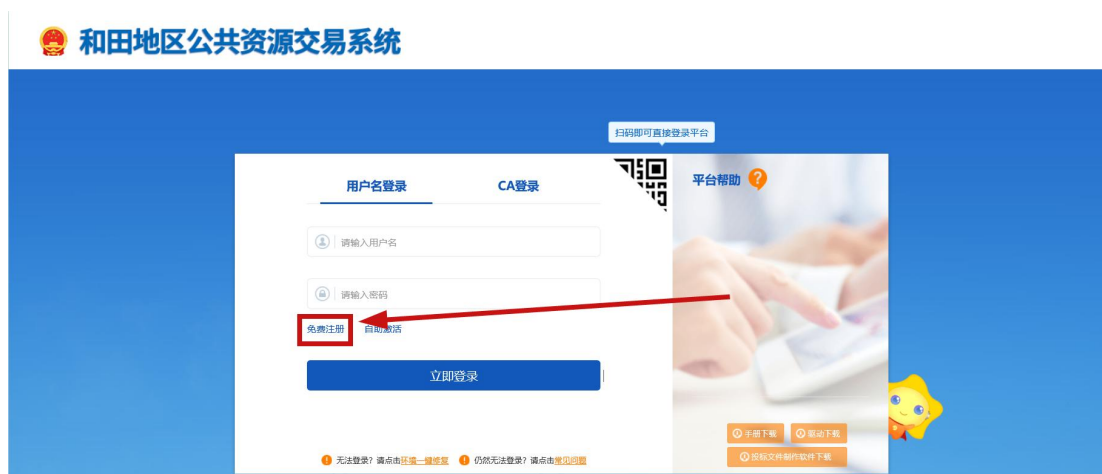 和田地区公共资源交易系统
扫码即可直接登录平台
用户名登录 CA登录
平台帮助 ?
请输入用户名
请输入密码
免费注册 自助激活
立即登录
手册下载 驱动下载
投标文件制作软件下载
! 无法登录? 请点击环境一键修复 ! 仍然无法登录? 请点击常见问题